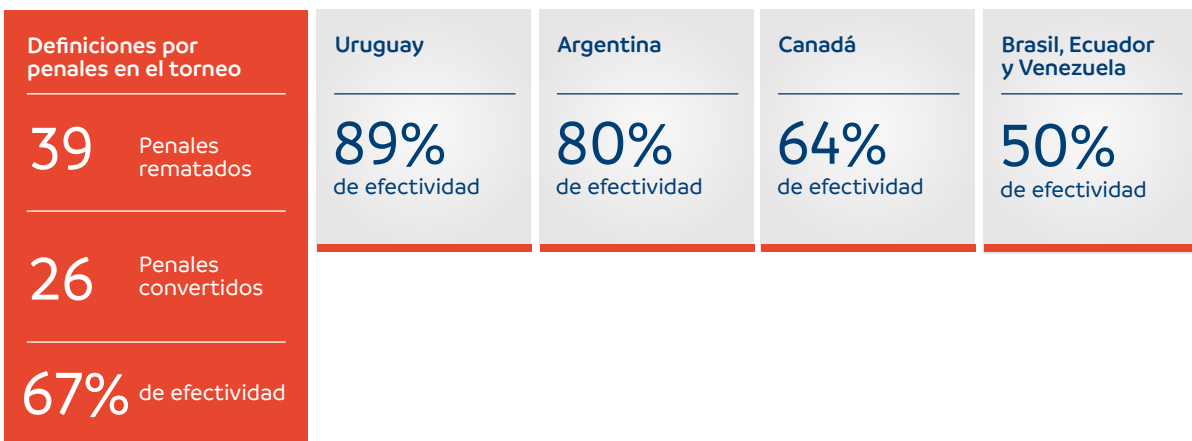 Definiciones por
penales en el torneo
39
Penales
rematados
26
Penales
convertidos
67% de efectividad
Uruguay
89%
de efectividad
Argentina
80%
de efectividad
Canadá
64%
de efectividad
Brasil, Ecuador
y Venezuela
50%
de efectividad